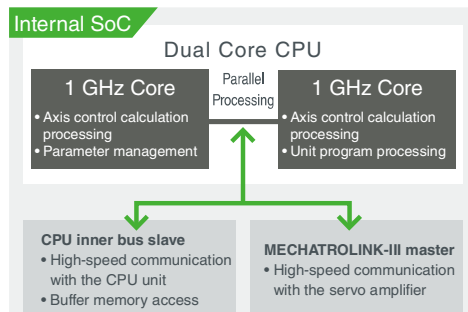 Internal SoC
Dual Core CPU
1 GHz Core
• Axis control calculation
processing
• Parameter management
Parallel
Processing
1 GHz Core
• Axis control calculation
processing
• Unit program processing
CPU inner bus slave
• High-speed communication
with the CPU unit
• Buffer memory access
MECHATROLINK-III master
• High-speed communication
with the servo amplifier